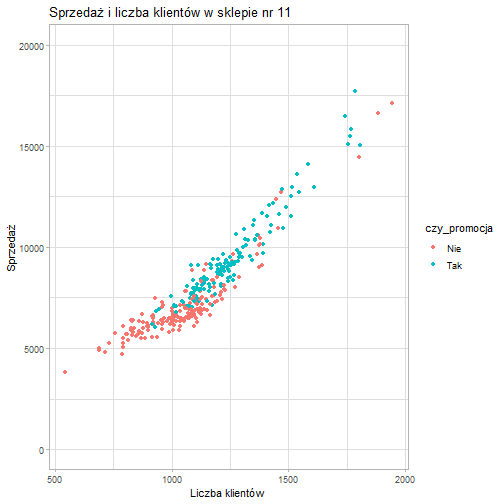 Sprzedaż i liczba klientów w sklepie nr 11
20000
15000
10000
5000
0
Sprzedaż
500
1000
1500
2000
Liczba klientów
czy_promocja
Nie
Tak